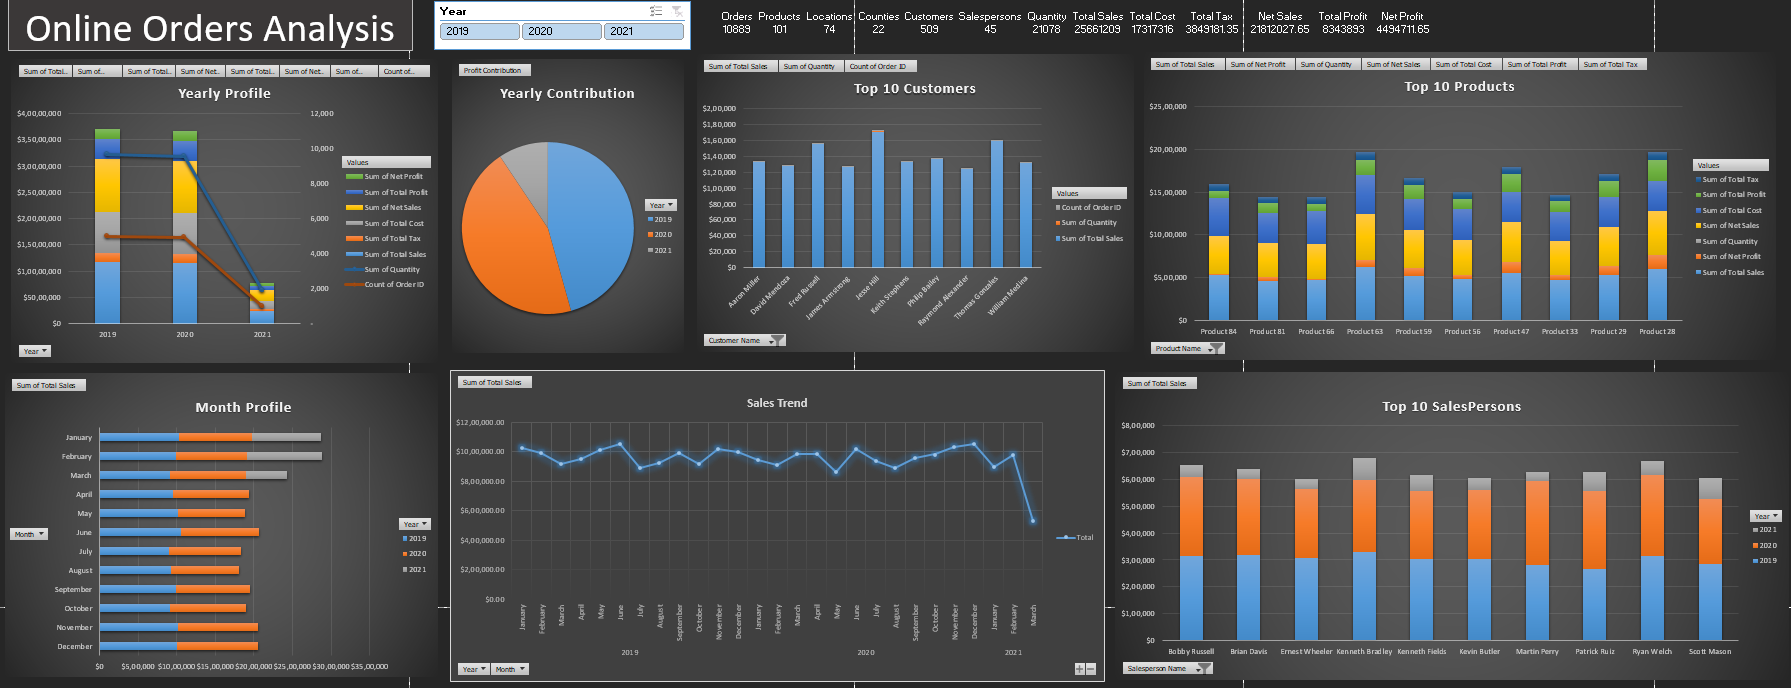 Online Orders Analysis
Year
2019 2020 2021
Orders Products Locations Counties Customers Salespersons Quantity Total Sales Total Cost Total Tax Net Sales Total Profit Net Profit
10889 101 74 22 509 45 21078 25661209 17317316 3849181.35 21812027.65 8343893 4494711.65
Sum of Total... Sum of... Sum of Total... Sum of Net... Sum of Total... Sum of Net... Sum of... Count of...
Yearly Profile
$4,00,00,000
$3,50,00,000
$3,00,00,000
$2,50,00,000
$2,00,00,000
$1,50,00,000
$1,00,00,000
$50,00,000
$0
12,000
10,000
8,000
6,000
4,000
2,000
-
2019 2020 2021
Values
Sum of Net Profit
Sum of Total Profit
Sum of Net Sales
Sum of Total Cost
Sum of Total Tax
Sum of Total Sales
Sum of Quantity
Count of Order ID
Year
Profit Contribution
Yearly Contribution
Year
2019
2020
2021
Sum of Total Sales Sum of Quantity Count of Order ID
Top 10 Customers
$2,00,000
$1,80,000
$1,60,000
$1,40,000
$1,20,000
$1,00,000
$80,000
$60,000
$40,000
$20,000
$0
Aaron Miller
David Mendoza
Fred Russell
James Armstrong
Jesse Hill
Keith Stephens
Philip Bailey
Raymond Alexander
Thomas Gonzales
William Medina
Values
Count of Order ID
Sum of Quantity
Sum of Total Sales
Customer Name
Sum of Total Sales Sum of Net Profit Sum of Quantity Sum of Net Sales Sum of Total Cost Sum of Total Profit Sum of Total Tax
Top 10 Products
$25,00,000
$20,00,000
$15,00,000
$10,00,000
$5,00,000
$0
Product 84 Product 81 Product 66 Product 63 Product 59 Product 56 Product 47 Product 33 Product 29 Product 28
Values
Sum of Total Tax
Sum of Total Profit
Sum of Total Cost
Sum of Net Sales
Sum of Quantity
Sum of Net Profit
Sum of Total Sales
Product Name
Sum of Total Sales
Month Profile
January
February
March
April
May
June
July
August
September
October
November
December
$0 $5,00,000 $10,00,000 $15,00,000 $20,00,000 $25,00,000 $30,00,000 $35,00,000
Month
Year
2019
2020
2021
Sum of Total Sales
Sales Trend
$12,00,000.00
$10,00,000.00
$8,00,000.00
$6,00,000.00
$4,00,000.00
$2,00,000.00
$0.00
January February March April May June July August September October November December January February March April May June July August September October November December January February March
2019 2020 2021
Total
Year Month
Sum of Total Sales
Top 10 SalesPersons
$8,00,000
$7,00,000
$6,00,000
$5,00,000
$4,00,000
$3,00,000
$2,00,000
$1,00,000
$0
Bobby Russell Brian Davis Ernest Wheeler Kenneth Bradley Kenneth Fields Kevin Butler Martin Perry Patrick Ruiz Ryan Welch Scott Mason
Year
2021
2020
2019
Salesperson Name